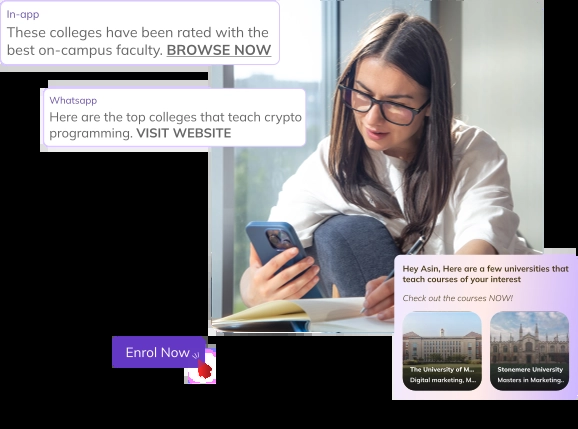 In-app
These colleges have been rated with the
best on-campus faculty. BROWSE NOW
Whatsapp
Here are the top colleges that teach crypto
programming. VISIT WEBSITE
Hey Asin, Here are a few universities that
teach courses of your interest
Check out the courses NOW!
The University of M...
Digital marketing, M...
Stonemere University
Masters in Marketing..
Enrol Now